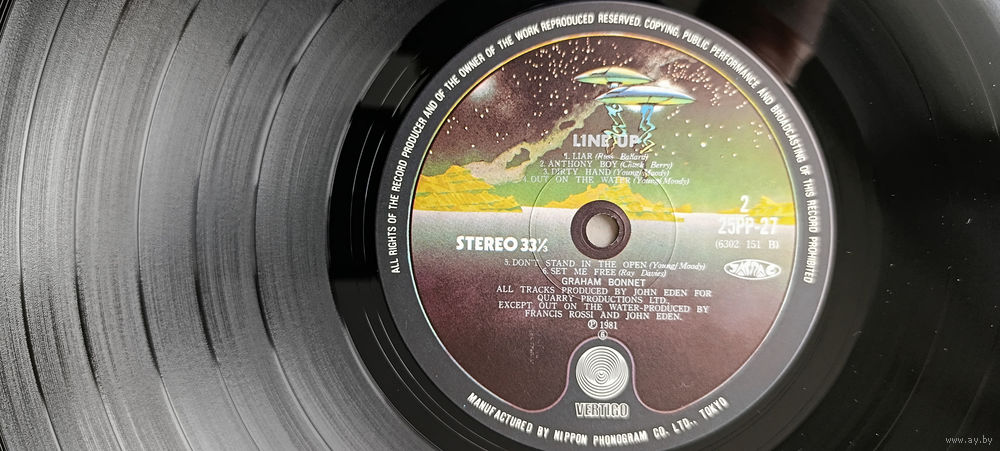 ALL RIGHTS OF THE RECORD PRODUCER AND OF THE OWNER OF THE WORK REPRODUCED RESERVED. COPYING, PUBLIC PERFORMANCE AND BROADCASTING OF THIS RECORD PROHIBITED
LINE UP
1. LIAR (Russ Ballard)
2. ANTHONY BOY (Chuck Berry)
3. DIRTY HAND (Young/Moody)
4. OUT ON THE WATER (Young/Moody)
2
25PP-27
(6302 151 B)
STEREO 33⅓
5. DON'T STAND IN THE OPEN (Young/Moody)
6. SET ME FREE (Ray Davies)
GRAHAM BONNET
ALL TRACKS PRODUCED BY JOHN EDEN FOR
QUARRY PRODUCTIONS LTD.,
EXCEPT OUT ON THE WATER-PRODUCED BY
FRANCIS ROSSI AND JOHN EDEN.
Ⓟ 1981
6
VERTIGO
MANUFACTURED BY NIPPON PHONOGRAM CO. LTD., TOKYO
www.ay.by